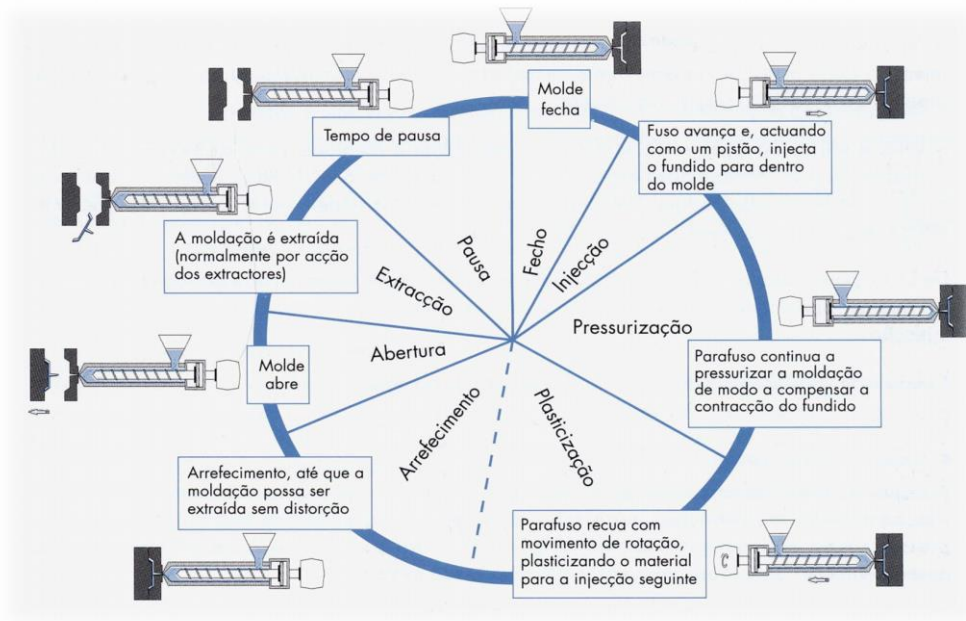 Molde
fecha
Fuso avança e, actuando
como um pistão, injecta
o fundido para dentro
do molde
Parafuso continua a
pressurizar a moldação
de modo a compensar a
contracção do fundido
Parafuso recua com
movimento de rotação,
plasticizando o material
para a injecção seguinte
Arrefecimento, até que a
moldação possa ser
extraída sem distorção
Molde
abre
A moldação é extraída
(normalmente por acção
dos extractores)
Tempo de pausa
Fecho
Injecção
Pressurização
Plasticização
Arrefecimento
Abertura
Extracção
Pausa